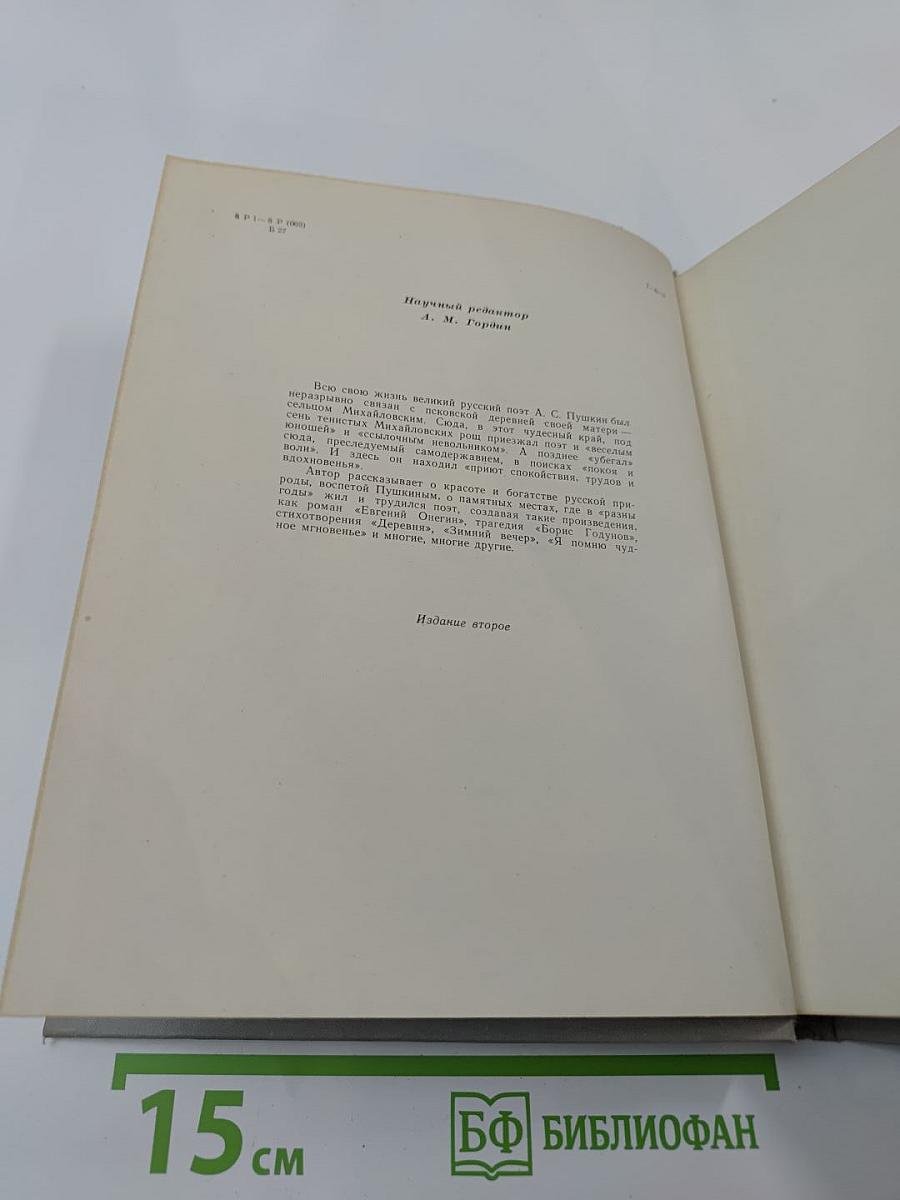 8 Р 1—8 Р (069)
Б 27
Научный редактор
А. М. Гордин
Всю свою жизнь великий русский поэт А. С. Пушкин был
неразрывно связан с псковской деревней своей матери —
сельцом Михайловским. Сюда, в этот чудесный край, под
сень тенистых Михайловских рощ приезжал поэт и «веселым
юношей» и «ссылочным невольником». А позднее «убегал»
сюда, преследуемый самодержавием, в поисках «покоя и
воли». И здесь он находил «приют спокойствия, трудов и
вдохновенья».
Автор рассказывает о красоте и богатстве русской при-
роды, воспетой Пушкиным, о памятных местах, где в «разны
годы» жил и трудился поэт, создавая такие произведения,
как роман «Евгений Онегин», трагедия «Борис Годунов»,
стихотворения «Деревня», «Зимний вечер», «Я помню чуд-
ное мгновенье» и многие, многие другие.
Издание второе
15 см
БФ БИБЛИОФАН